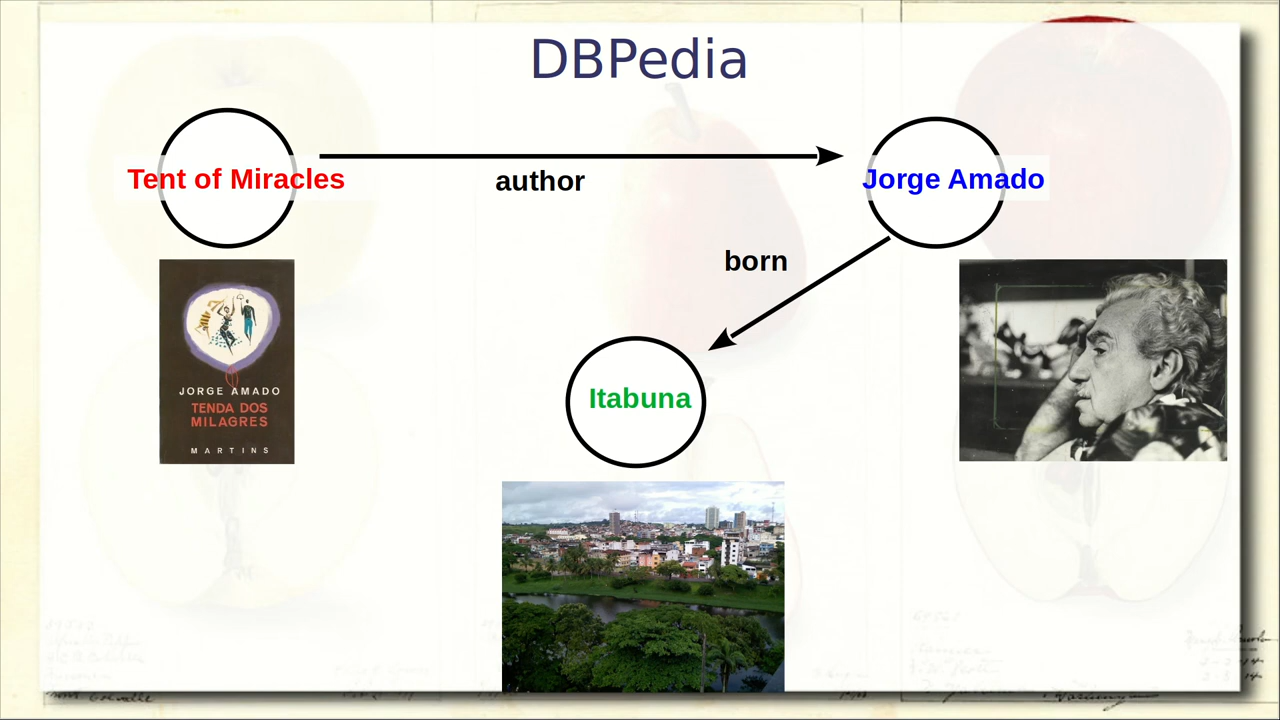 DBPedia
Tent of Miracles
author
Jorge Amado
born
Itabuna
JORGE AMADO
TENDA DOS
MILAGRES
MARTINS